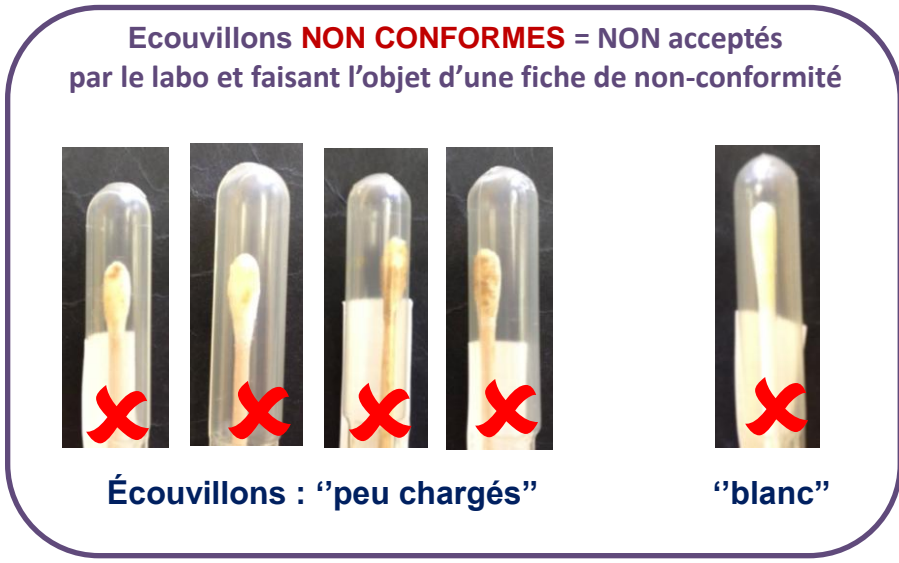 Ecouvillons NON CONFORMES = NON acceptés
par le labo et faisant l’objet d’une fiche de non-conformité
Écouvillons : ‘’peu chargés’’
‘’blanc’’